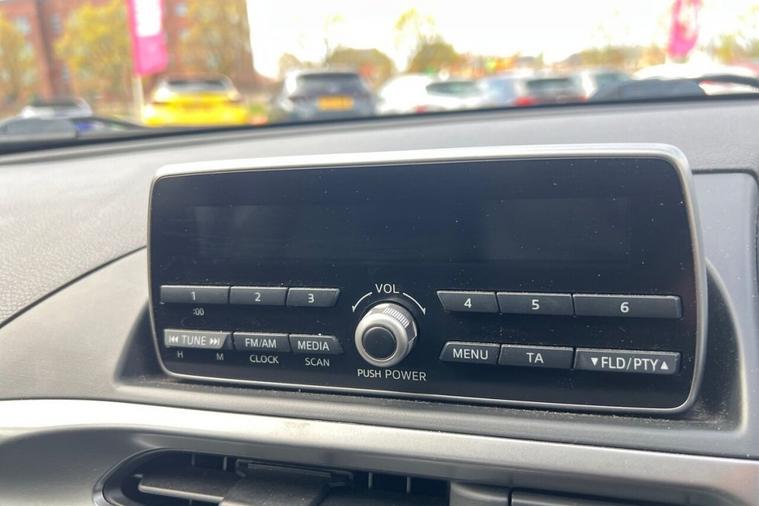 VOL
1 2 3 4 5 6
:00
⏮ TUNE ⏭ FM/AM MEDIA MENU TA ▼FLD/PTY▲
H M CLOCK SCAN
PUSH POWER